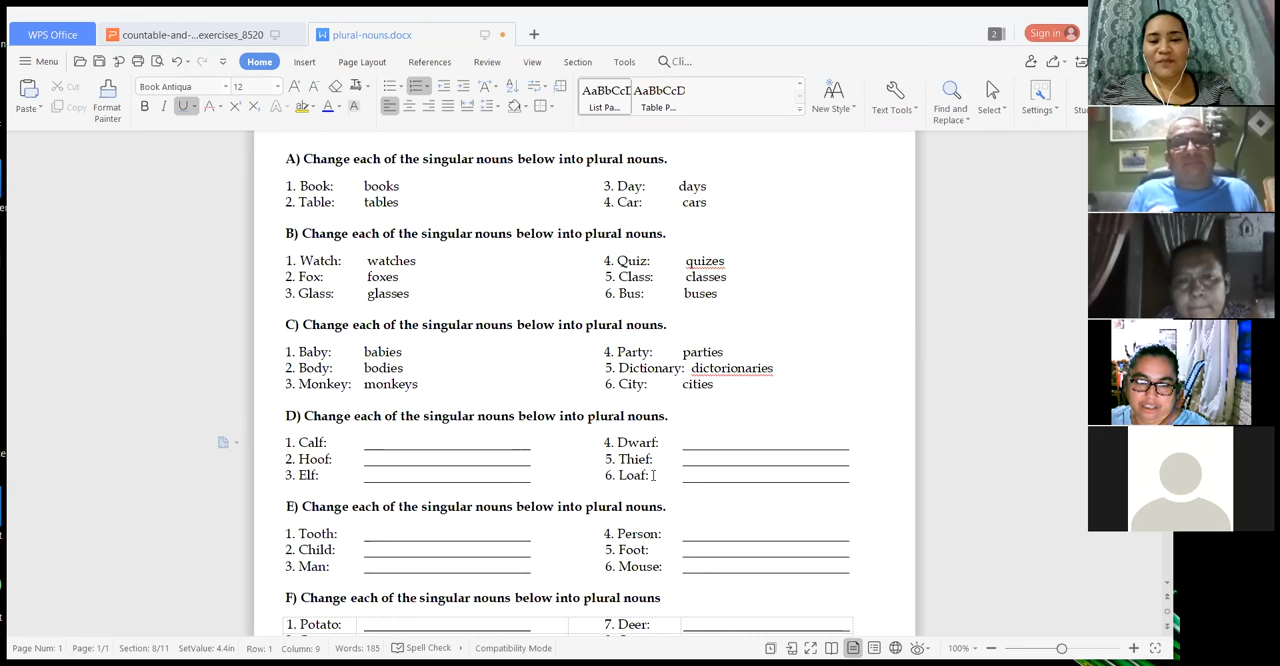 WPS Office countable-and-...exercises_8520 plural-nouns.docx 2 Sign in
Menu Home Insert Page Layout References Review View Section Tools Cli...
Book Antiqua 12 AaBbCcD AaBbCcD
Paste Cut Copy Format Painter List Pa... Table P... New Style Text Tools Find and Replace Select Settings
A) Change each of the singular nouns below into plural nouns.
1. Book: books 3. Day: days
2. Table: tables 4. Car: cars
B) Change each of the singular nouns below into plural nouns.
1. Watch: watches 4. Quiz: quizes
2. Fox: foxes 5. Class: classes
3. Glass: glasses 6. Bus: buses
C) Change each of the singular nouns below into plural nouns.
1. Baby: babies 4. Party: parties
2. Body: bodies 5. Dictionary: dictorionaries
3. Monkey: monkeys 6. City: cities
D) Change each of the singular nouns below into plural nouns.
1. Calf: 4. Dwarf:
2. Hoof: 5. Thief:
3. Elf: 6. Loaf:
E) Change each of the singular nouns below into plural nouns.
1. Tooth: 4. Person:
2. Child: 5. Foot:
3. Man: 6. Mouse:
F) Change each of the singular nouns below into plural nouns
1. Potato: 7. Deer:
Page Num: 1 Page: 1/1 Section: 8/11 SetValue: 4.4in Row: 1 Column: 9 Words: 185 Spell Check Compatibility Mode 100%